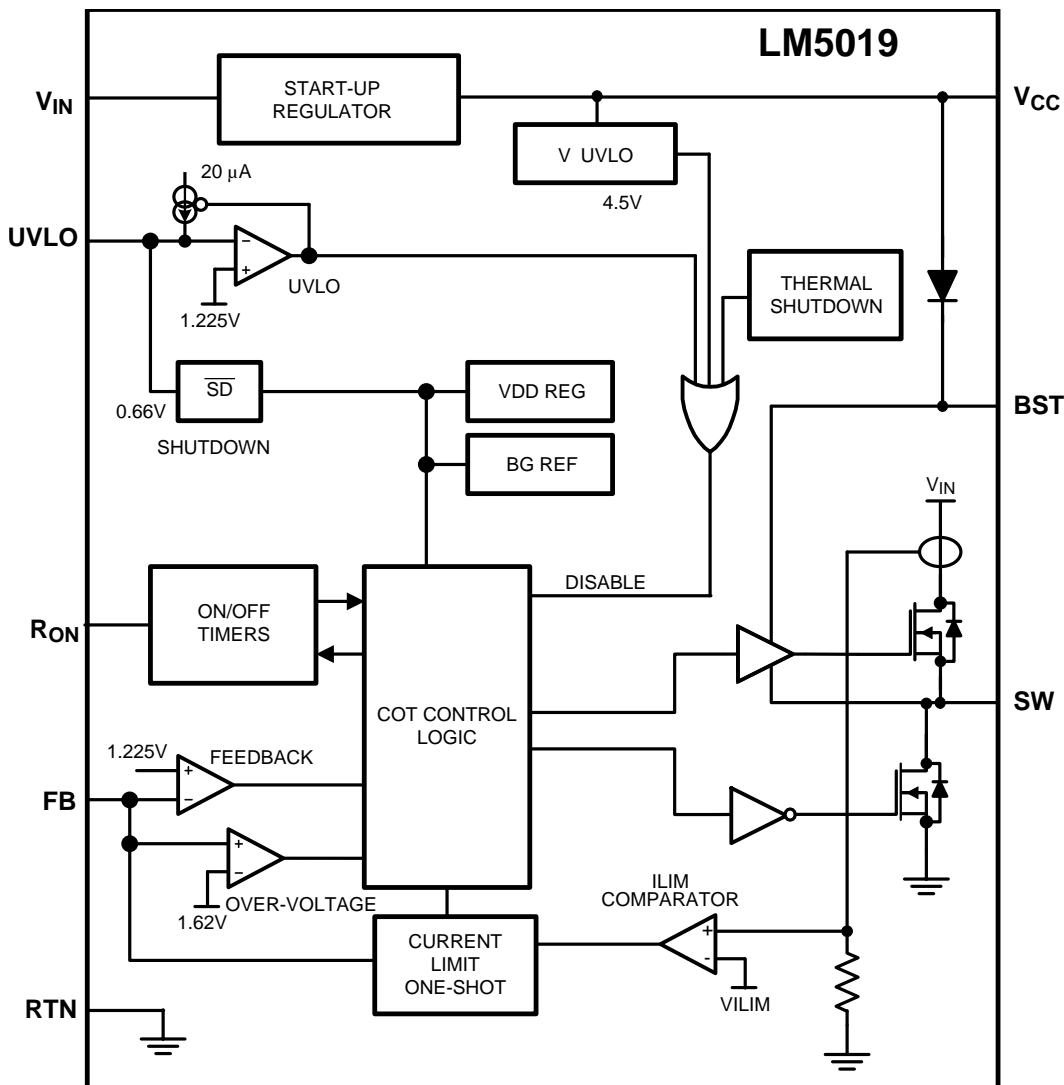 LM5019
START-UP
REGULATOR
VIN
VCC
V UVLO
4.5V
20 μA
UVLO
−
+
UVLO
1.225V
THERMAL
SHUTDOWN
SD
0.66V
SHUTDOWN
VDD REG
BG REF
BST
VIN
DISABLE
ON/OFF
TIMERS
RON
COT CONTROL
LOGIC
SW
1.225V
FEEDBACK
+
−
FB
+
−
1.62V
OVER-VOLTAGE
ILIM
COMPARATOR
+
-
VILIM
CURRENT
LIMIT
ONE-SHOT
RTN